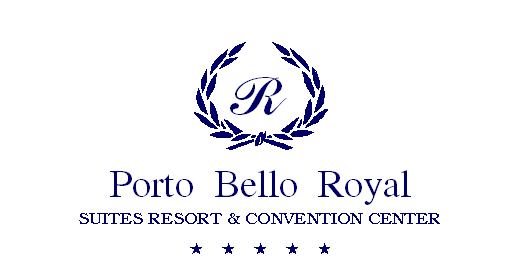 R
Porto Bello Royal
SUITES RESORT & CONVENTION CENTER